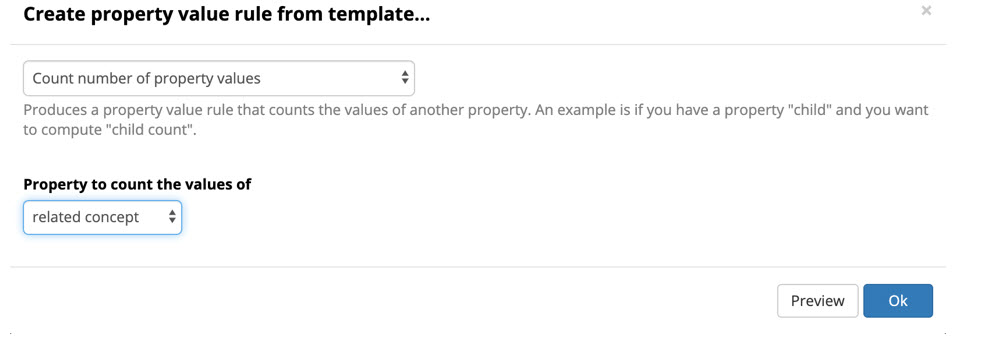 Create property value rule from template...
×
Count number of property values
Produces a property value rule that counts the values of another property. An example is if you have a property "child" and you want
to compute "child count".
Property to count the values of
related concept
Preview Ok